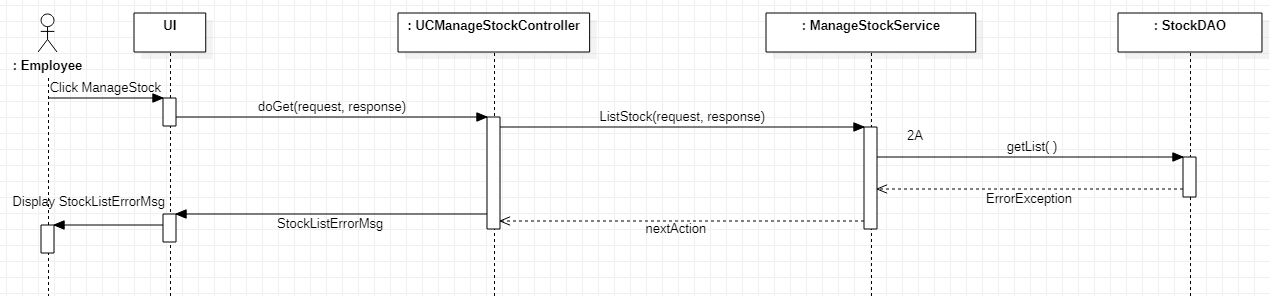 UI
: UCManageStockController
: ManageStockService
: StockDAO
: Employee
Click ManageStock
doGet(request, response)
ListStock(request, response)
2A
getList( )
ErrorException
Display StockListErrorMsg
StockListErrorMsg
nextAction